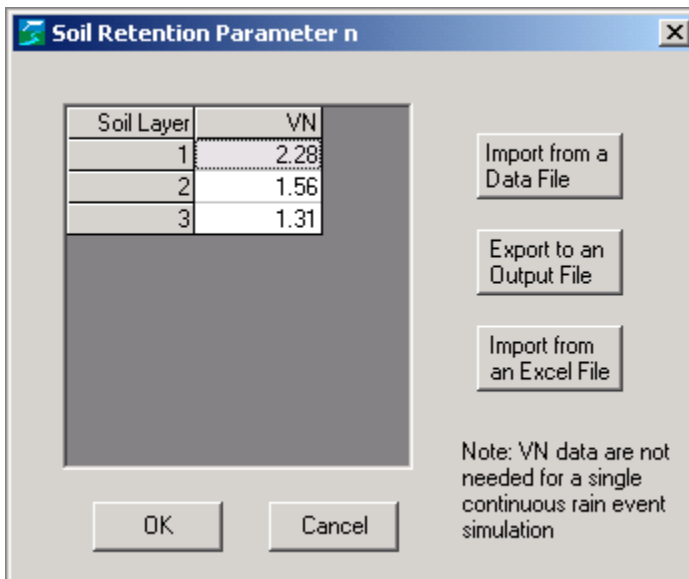 Soil Retention Parameter n
Soil Layer VN
1 2.28
2 1.56
3 1.31
Import from a
Data File
Export to an
Output File
Import from
an Excel File
Note: VN data are not
needed for a single
continuous rain event
simulation
OK Cancel